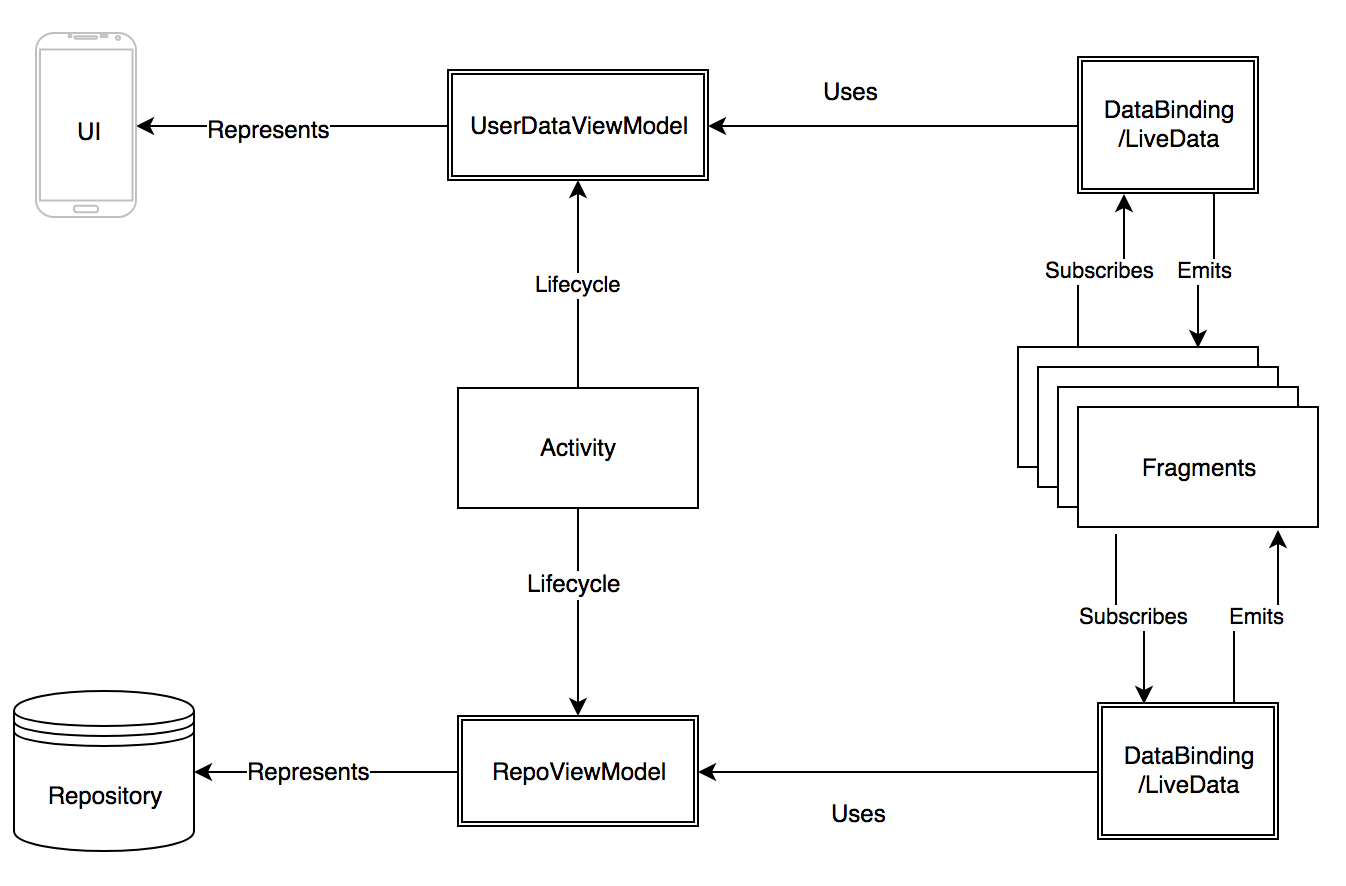 Uses
DataBinding
/LiveData
UI
Represents
UserDataViewModel
Subscribes
Emits
Lifecycle
Activity
Fragments
Lifecycle
Subscribes
Emits
DataBinding
/LiveData
Repository
Represents
RepoViewModel
Uses